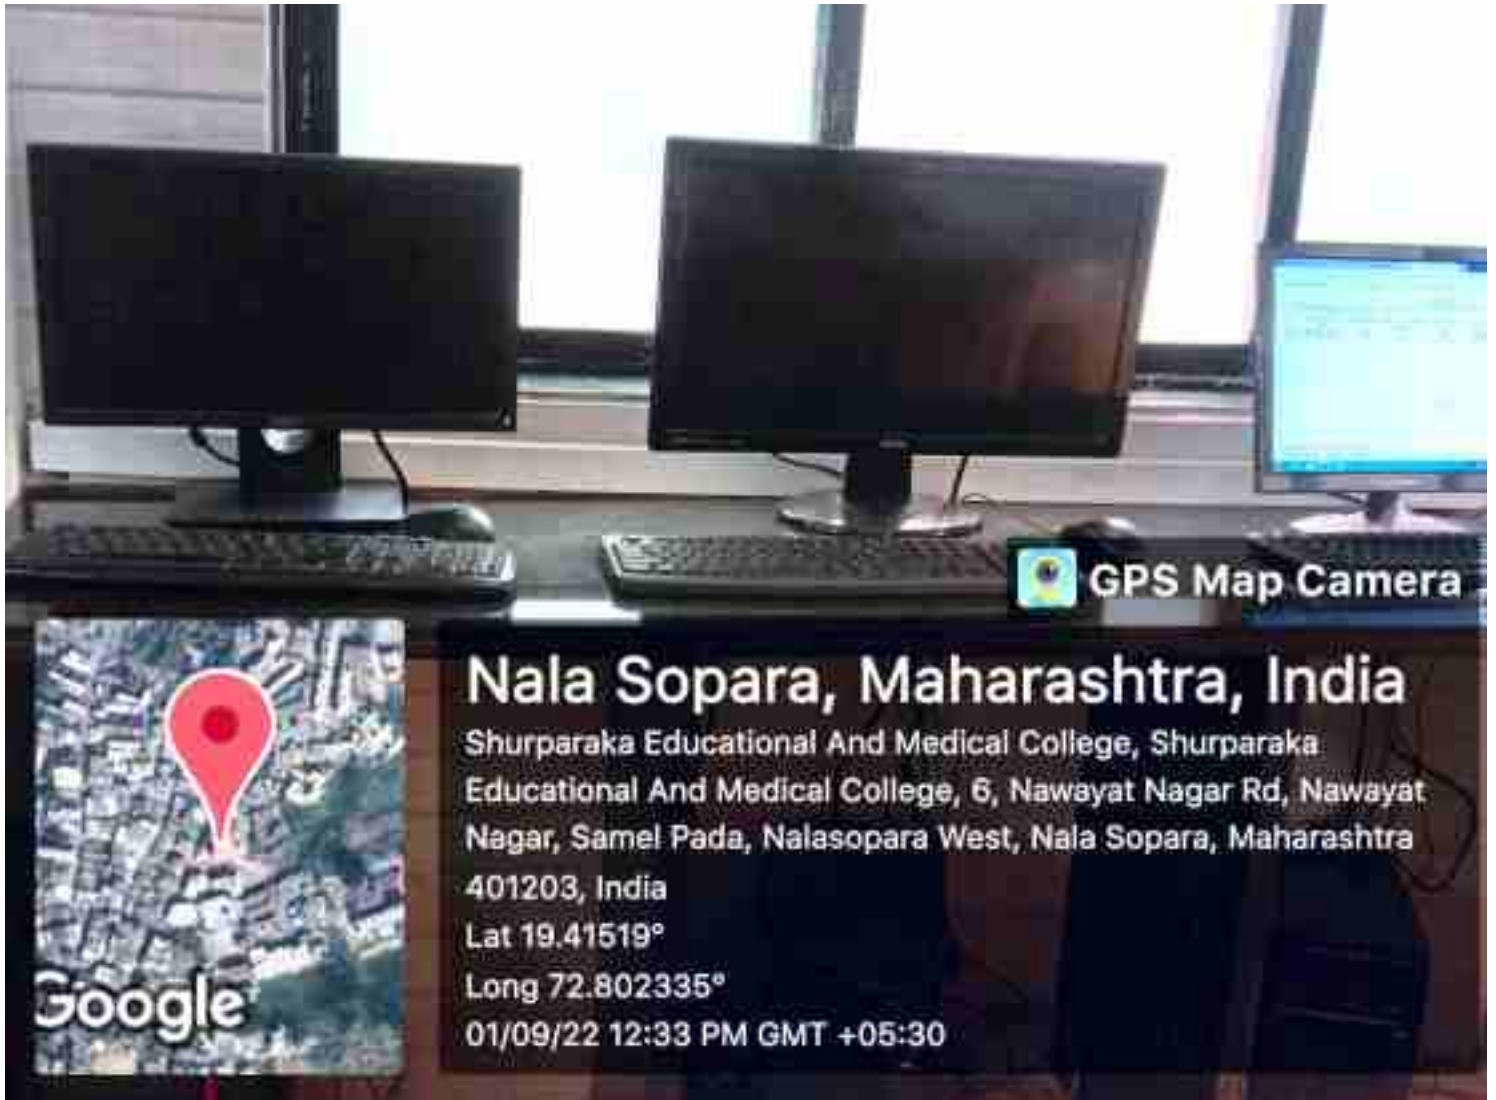 GPS Map Camera
Nala Sopara, Maharashtra, India
Shurparaka Educational And Medical College, Shurparaka
Educational And Medical College, 6, Nawayat Nagar Rd, Nawayat
Nagar, Samel Pada, Nalasopara West, Nala Sopara, Maharashtra
401203, India
Lat 19.41519°
Long 72.802335°
01/09/22 12:33 PM GMT +05:30
Google